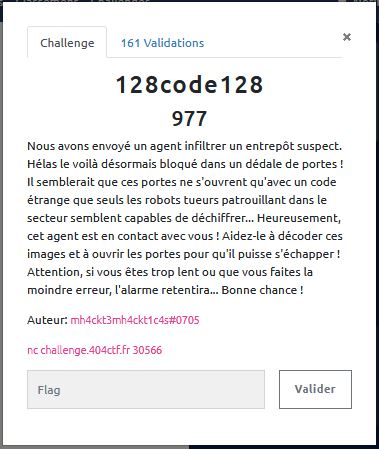 Challenge
161 Validations
×
128code128
977
Nous avons envoyé un agent infiltrer un entrepôt suspect.
Hélas le voilà désormais bloqué dans un dédale de portes !
Il semblerait que ces portes ne s'ouvrent qu'avec un code
étrange que seuls les robots tueurs patrouillant dans le
secteur semblent capables de déchiffrer... Heureusement,
cet agent est en contact avec vous ! Aidez-le à décoder ces
images et à ouvrir les portes pour qu'il puisse s'échapper !
Attention, si vous êtes trop lent ou que vous faites la
moindre erreur, l'alarme retentira... Bonne chance !
Auteur: mh4ckt3mh4ckt1c4s#0705
nc challenge.404ctf.fr 30566
Flag
Valider